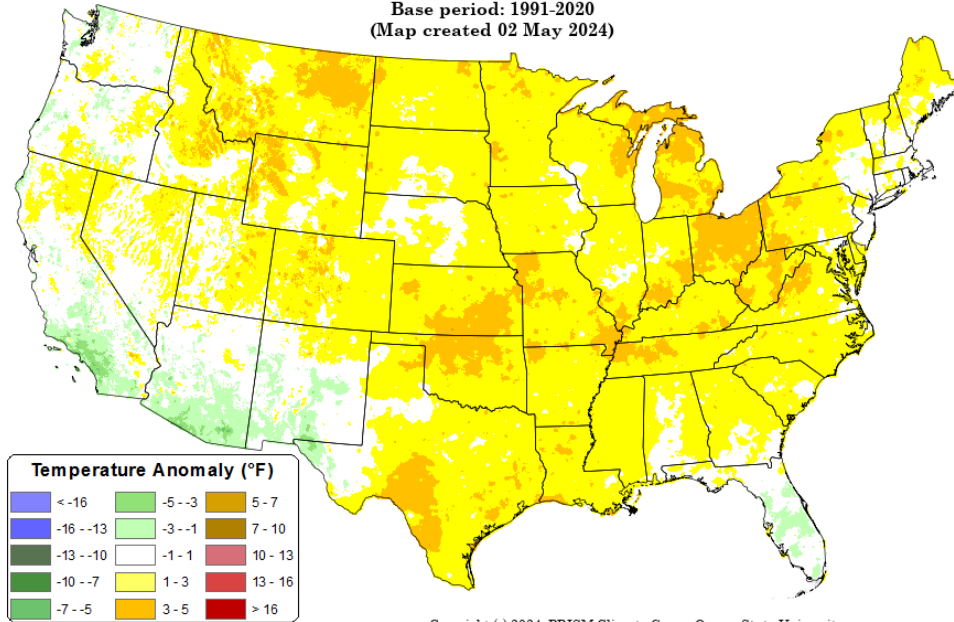 Base period: 1991-2020
(Map created 02 May 2024)
Temperature Anomaly (°F)
< -16
-5 - -3
5 - 7
-16 - -13
-3 - -1
7 - 10
-13 - -10
-1 - 1
10 - 13
-10 - -7
1 - 3
13 - 16
-7 - -5
3 - 5
> 16